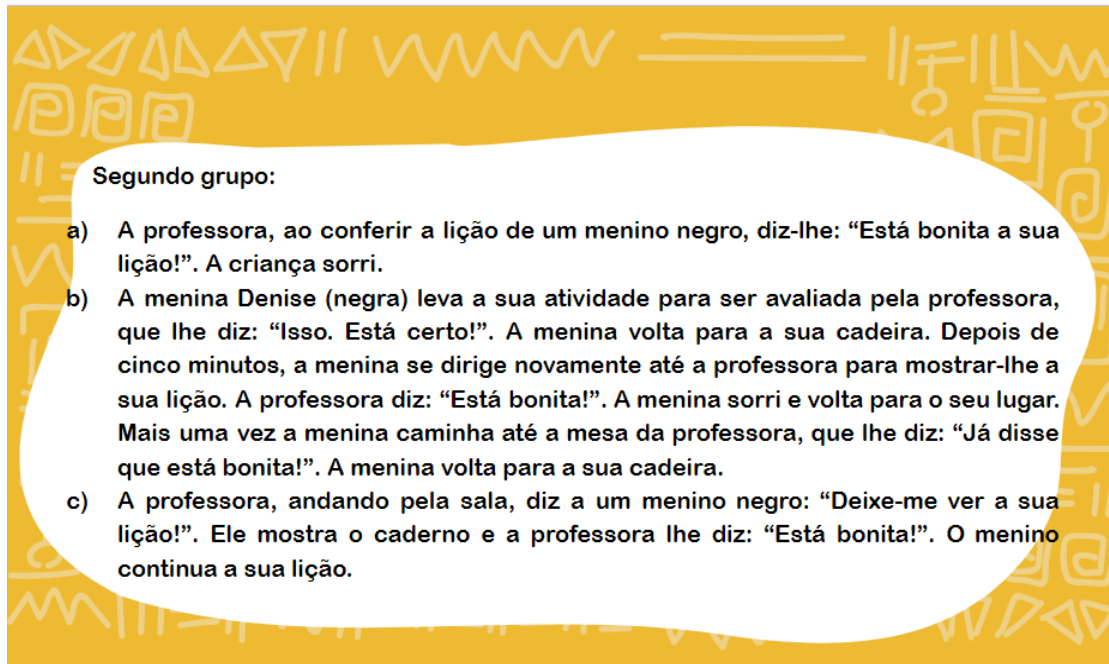 Segundo grupo:
a) A professora, ao conferir a lição de um menino negro, diz-lhe: “Está bonita a sua
lição!”. A criança sorri.
b) A menina Denise (negra) leva a sua atividade para ser avaliada pela professora,
que lhe diz: “Isso. Está certo!”. A menina volta para a sua cadeira. Depois de
cinco minutos, a menina se dirige novamente até a professora para mostrar-lhe a
sua lição. A professora diz: “Está bonita!”. A menina sorri e volta para o seu lugar.
Mais uma vez a menina caminha até a mesa da professora, que lhe diz: “Já disse
que está bonita!”. A menina volta para a sua cadeira.
c) A professora, andando pela sala, diz a um menino negro: “Deixe-me ver a sua
lição!”. Ele mostra o caderno e a professora lhe diz: “Está bonita!”. O menino
continua a sua lição.